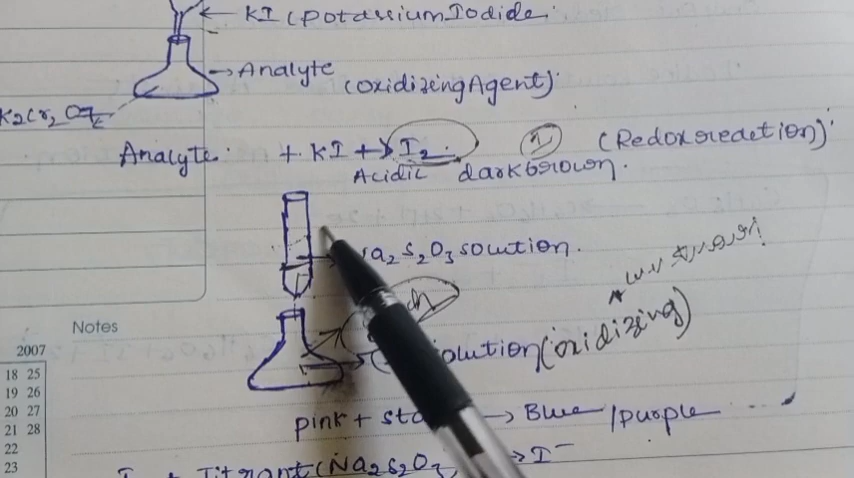 KI (Potassium Iodide
→ Analyte
(oxidizing Agent)
K2Cr2O7
Analyte + KI → I2. (1) (Redox reaction)
Acidic dark brown.
Na2S2O3 solution.
solution (oxidizing)
Notes
2007
18 25
19 26
20 27
21 28
22
23
pink + → Blue / purple
Titrant (Na2S2O3) → I-